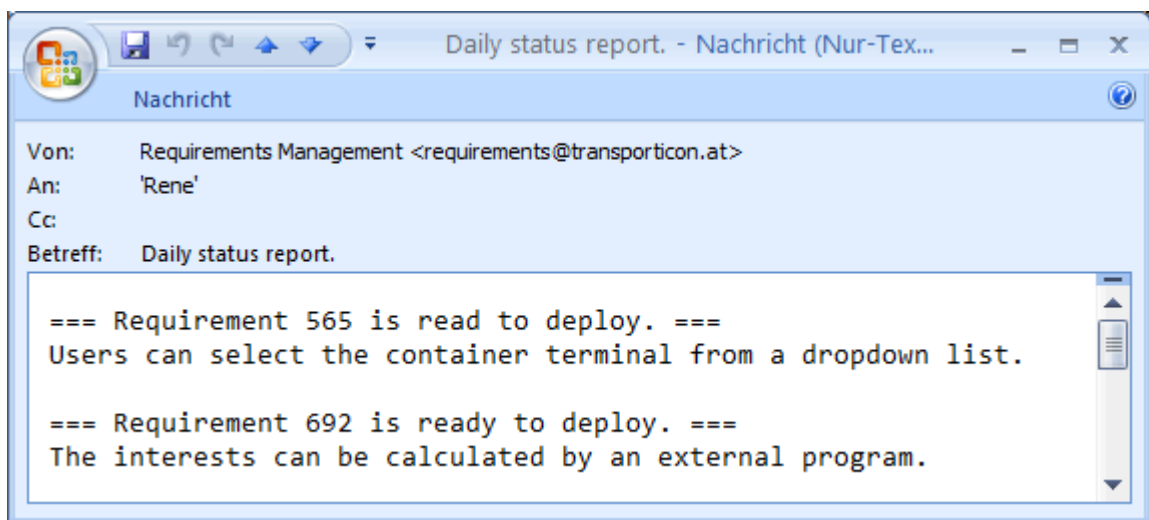 Daily status report. - Nachricht (Nur-Tex...
Nachricht
Von: Requirements Management <requirements@transporticon.at>
An: 'Rene'
Cc:
Betreff: Daily status report.
=== Requirement 565 is read to deploy. ===
Users can select the container terminal from a dropdown list.
=== Requirement 692 is ready to deploy. ===
The interests can be calculated by an external program.